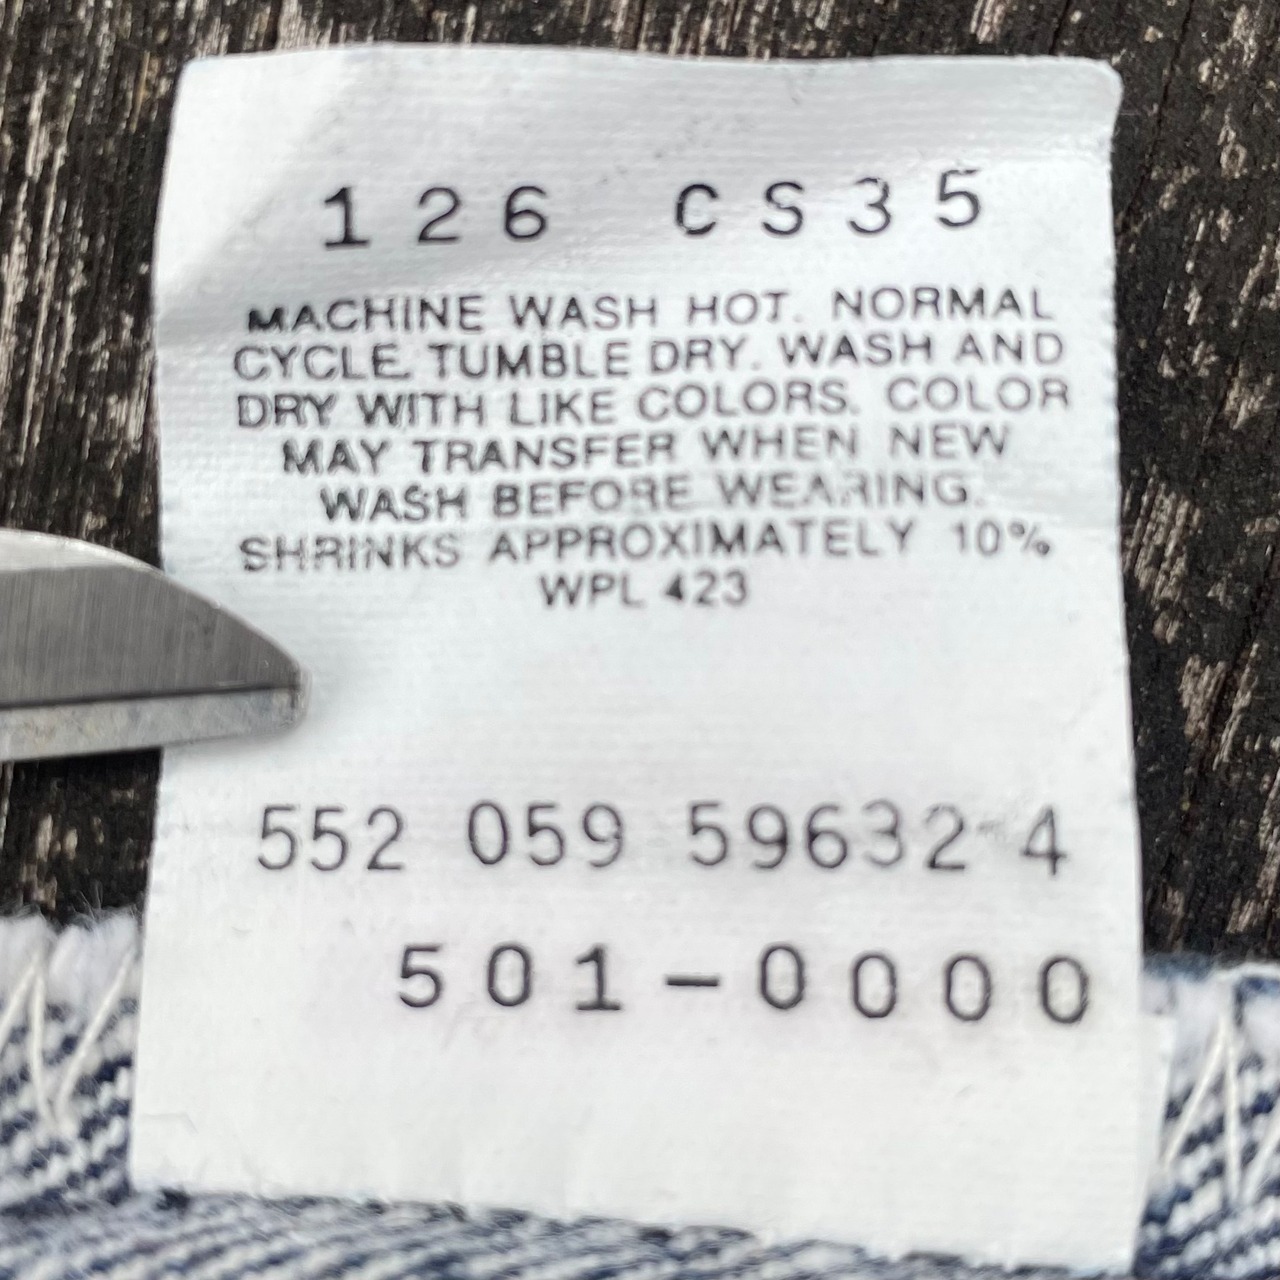 126 CS35
MACHINE WASH HOT. NORMAL
CYCLE. TUMBLE DRY. WASH AND
DRY WITH LIKE COLORS. COLOR
MAY TRANSFER WHEN NEW
WASH BEFORE WEARING.
SHRINKS APPROXIMATELY 10%
WPL 423
552 059 59632 4
501-0000